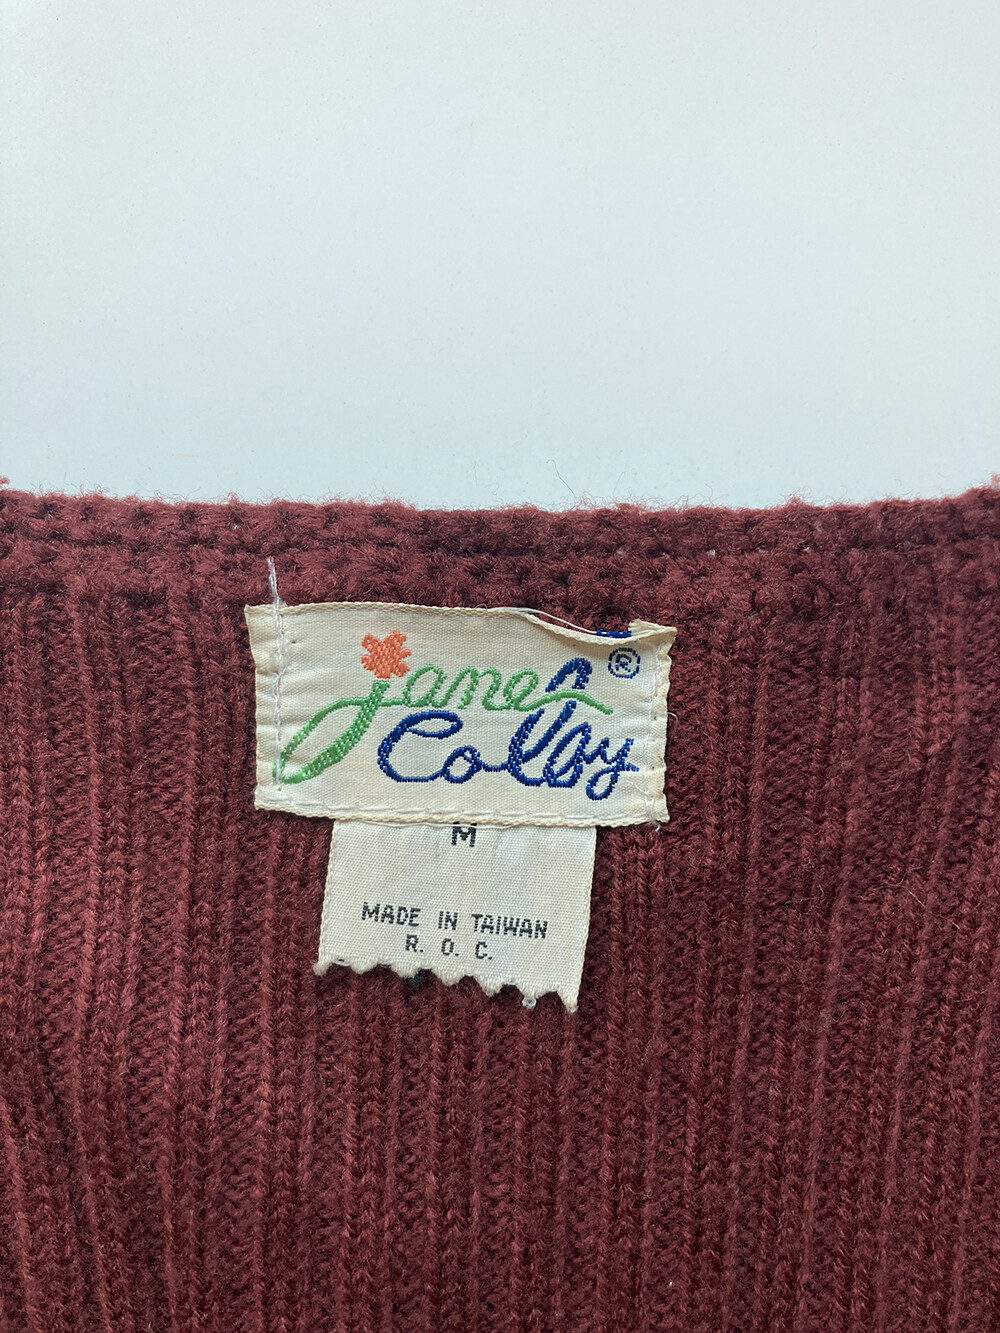 jane
Colby ®
M
MADE IN TAIWAN
R. O. C.